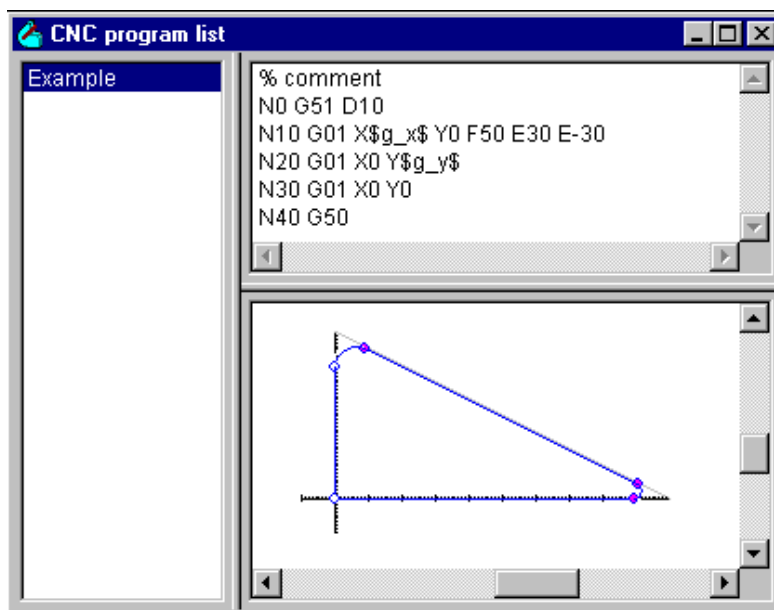 CNC program list
Example
% comment
N0 G51 D10
N10 G01 X$g_x$ Y0 F50 E30 E-30
N20 G01 X0 Y$g_y$
N30 G01 X0 Y0
N40 G50